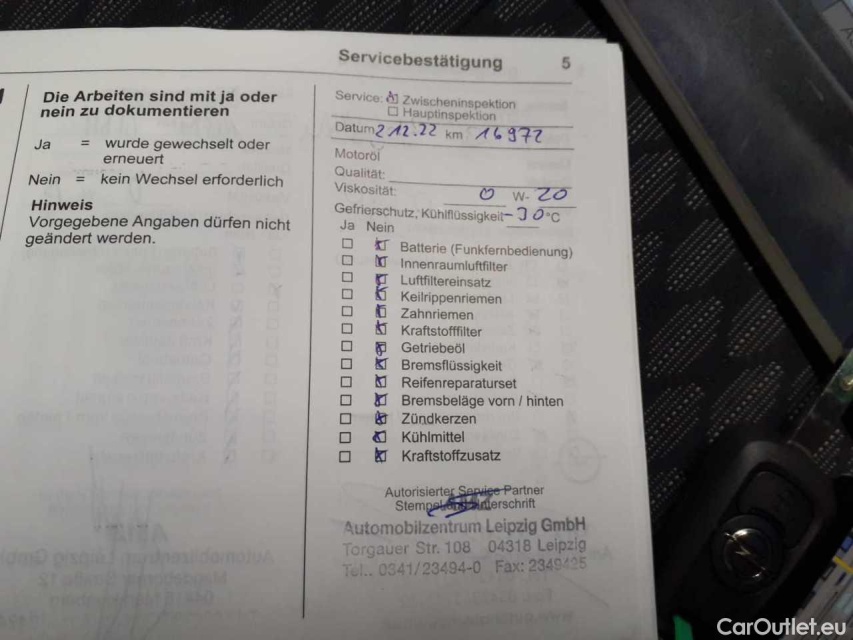 Servicebestätigung 5
Die Arbeiten sind mit ja oder
nein zu dokumentieren
Ja = wurde gewechselt oder
erneuert
Nein = kein Wechsel erforderlich
Hinweis
Vorgegebene Angaben dürfen nicht
geändert werden.
Service: Zwischeninspektion
Hauptinspektion
Datum 2.12.22 km 16972
Motoröl
Qualität:
Viskosität: 0 W- 20
Gefrierschutz, Kühlflüssigkeit -30 °C
Ja Nein
Batterie (Funkfernbedienung)
Innenraumluftfilter
Luftfiltereinsatz
Keilrippenriemen
Zahnriemen
Kraftstofffilter
Getriebeöl
Bremsflüssigkeit
Reifenreparaturset
Bremsbeläge vorn / hinten
Zündkerzen
Kühlmittel
Kraftstoffzusatz
Autorisierter Service Partner
Automobilzentrum Leipzig GmbH
Torgauer Str. 108 04318 Leipzig
Tel.. 0341/23494-0 Fax: 2349425
CarOutlet.eu